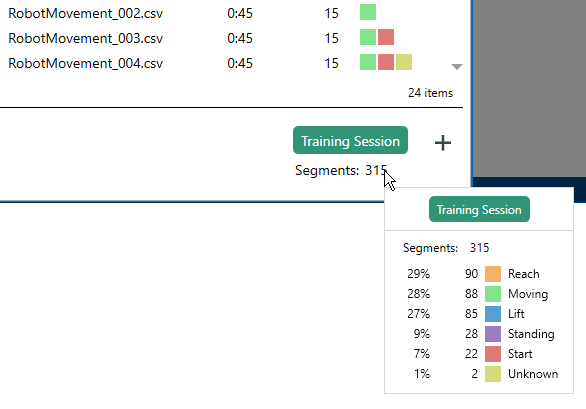 RobotMovement_002.csv 0:45 15
RobotMovement_003.csv 0:45 15
RobotMovement_004.csv 0:45 15
24 items
Training Session +
Segments: 315
Training Session
Segments: 315
29% 90 Reach
28% 88 Moving
27% 85 Lift
9% 28 Standing
7% 22 Start
1% 2 Unknown